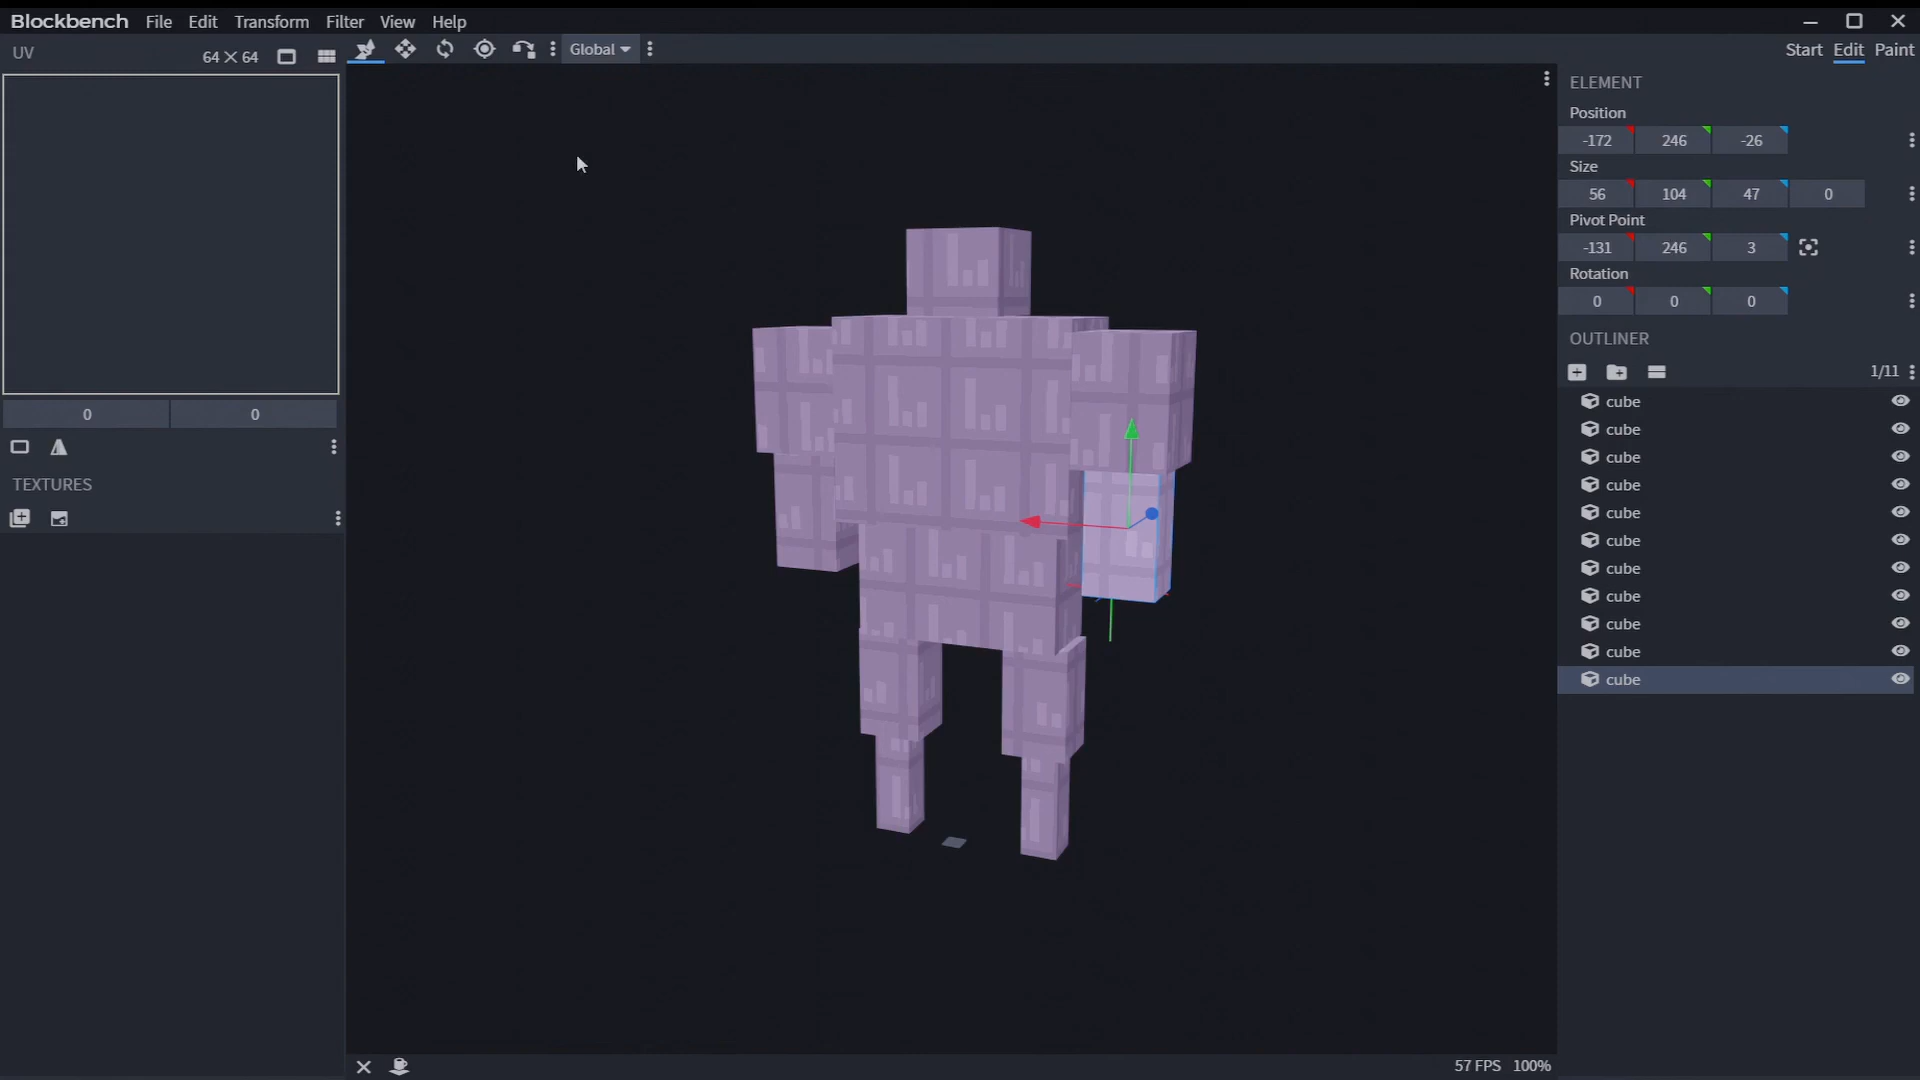 Blockbench File Edit Transform Filter View Help
UV 64×64
Global
Start Edit Paint
0 0
TEXTURES
ELEMENT
Position
-172 246 -26
Size
56 104 47 0
Pivot Point
-131 246 3
Rotation
0 0 0
OUTLINER
1/11
cube
cube
cube
cube
cube
cube
cube
cube
cube
cube
cube
57 FPS 100%